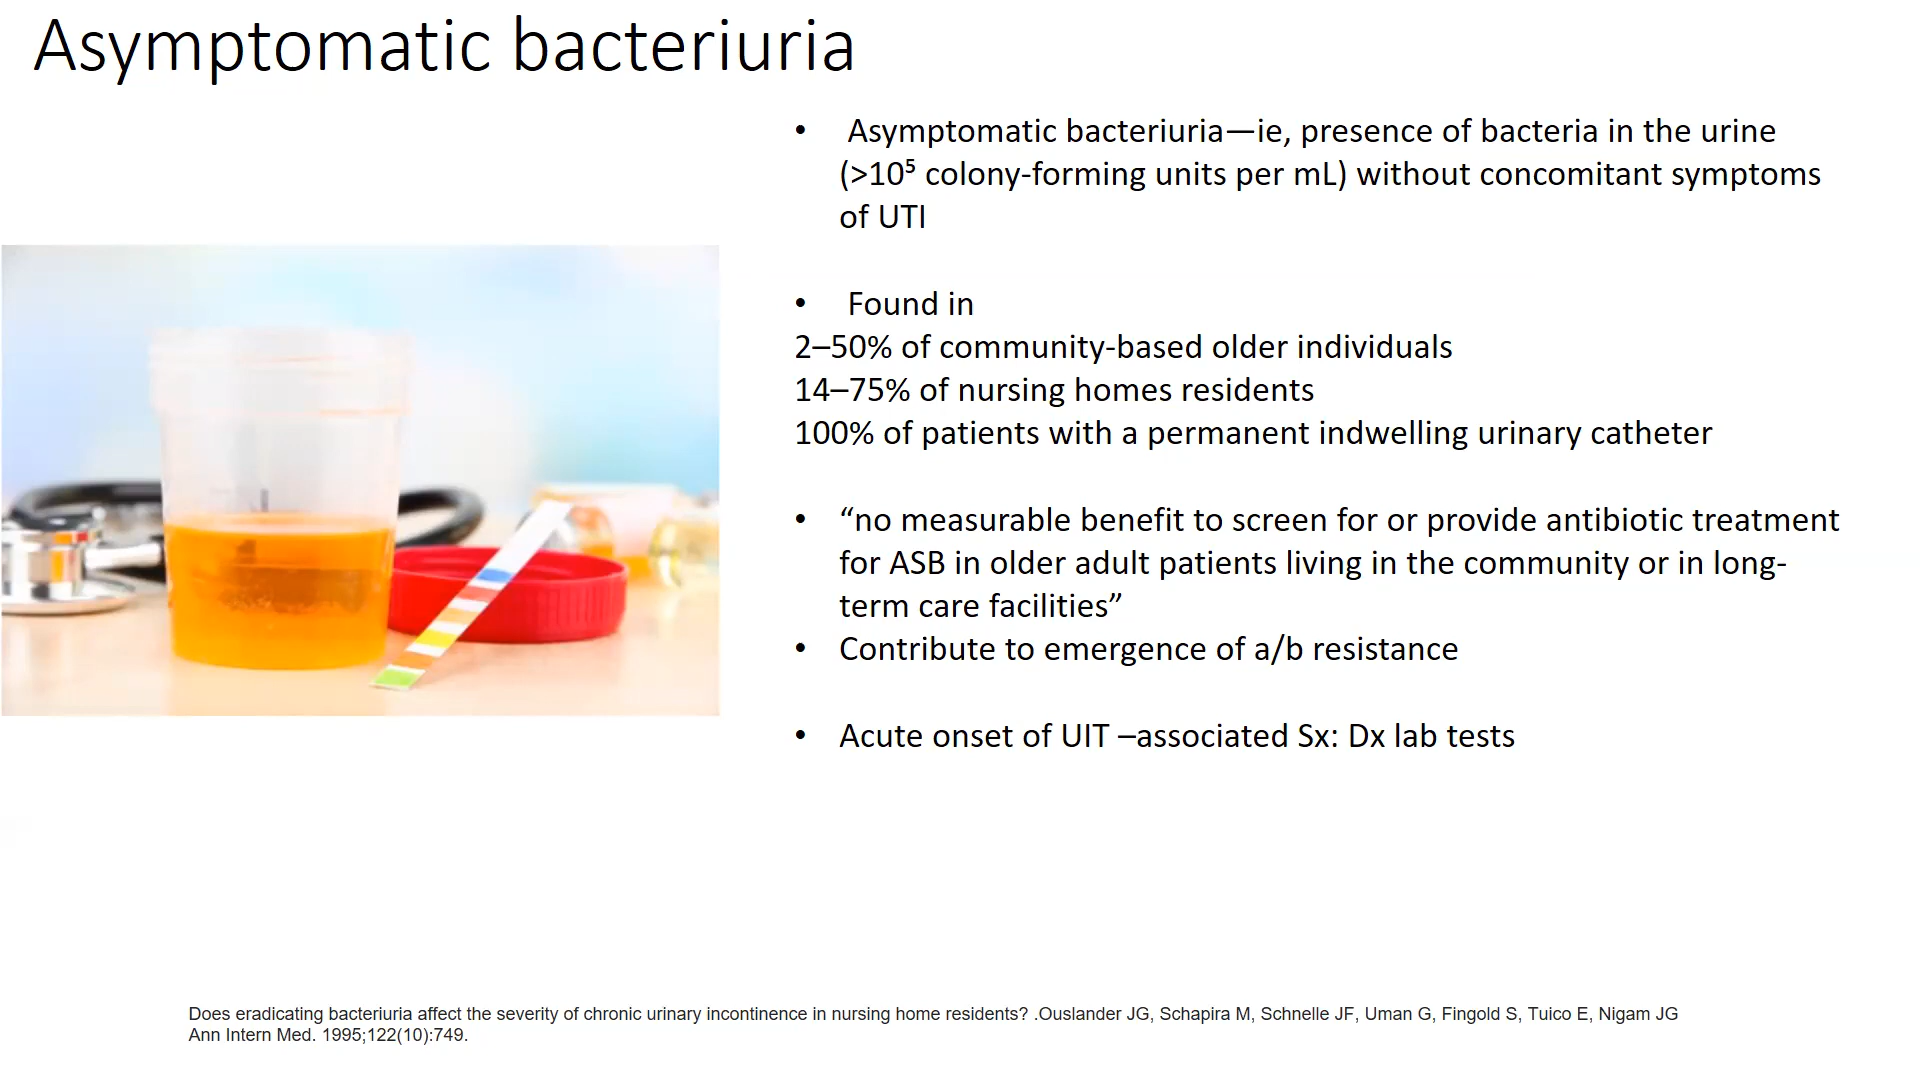 Asymptomatic bacteriuria
• Asymptomatic bacteriuria—ie, presence of bacteria in the urine
(>10⁵ colony-forming units per mL) without concomitant symptoms
of UTI
• Found in
2–50% of community-based older individuals
14–75% of nursing homes residents
100% of patients with a permanent indwelling urinary catheter
• “no measurable benefit to screen for or provide antibiotic treatment
for ASB in older adult patients living in the community or in long-
term care facilities”
• Contribute to emergence of a/b resistance
• Acute onset of UIT –associated Sx: Dx lab tests
Does eradicating bacteriuria affect the severity of chronic urinary incontinence in nursing home residents? .Ouslander JG, Schapira M, Schnelle JF, Uman G, Fingold S, Tuico E, Nigam JG
Ann Intern Med. 1995;122(10):749.